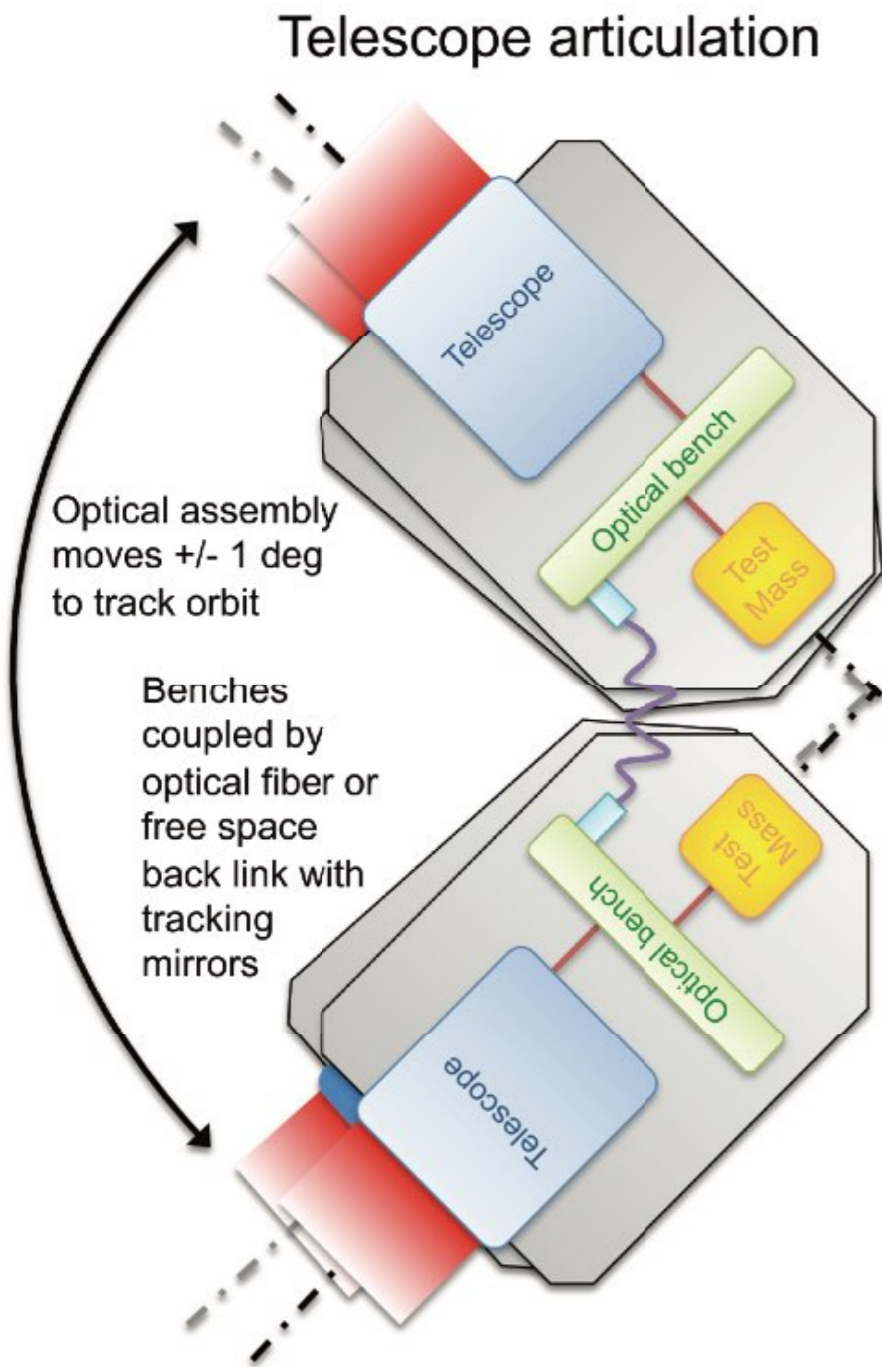 Telescope articulation
Telescope
Optical bench
Test
Mass
Optical assembly
moves +/- 1 deg
to track orbit
Benches
coupled by
optical fiber or
free space
back link with
tracking
mirrors
Test
Mass
Optical bench
Telescope